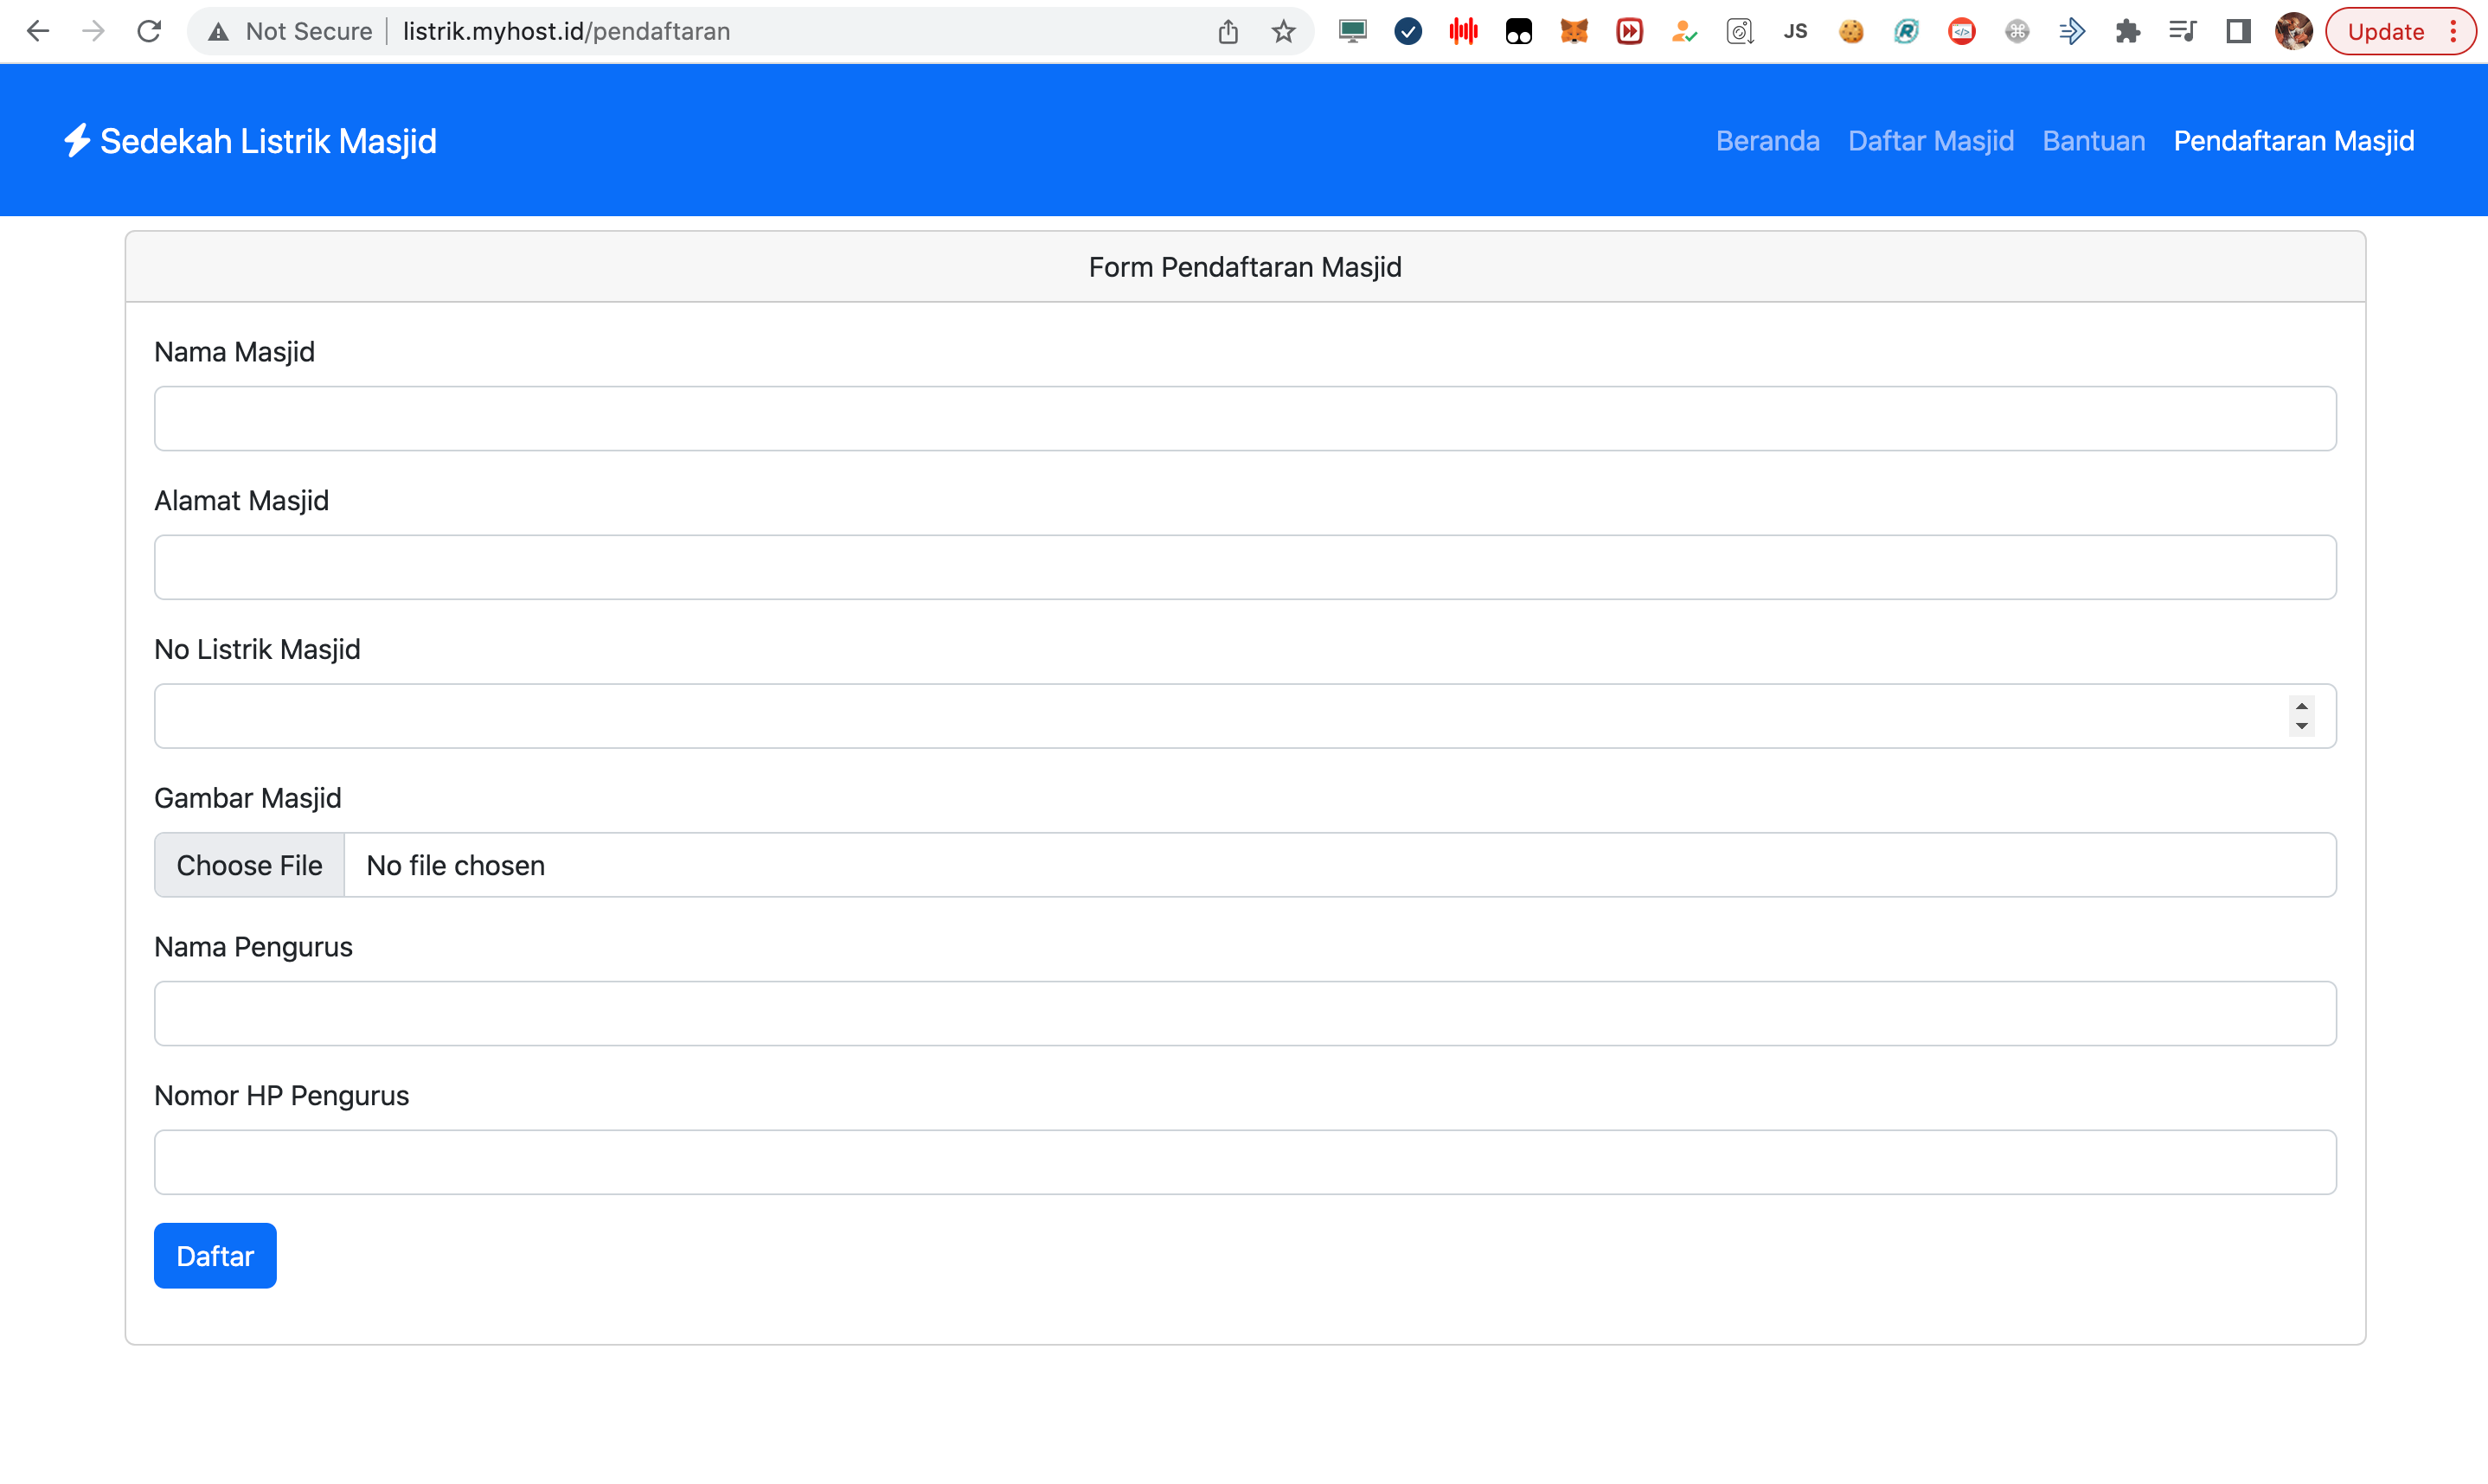 Not Secure listrik.myhost.id/pendaftaran JS Update
Sedekah Listrik Masjid Beranda Daftar Masjid Bantuan Pendaftaran Masjid
Form Pendaftaran Masjid
Nama Masjid
Alamat Masjid
No Listrik Masjid
Gambar Masjid
Choose File No file chosen
Nama Pengurus
Nomor HP Pengurus
Daftar